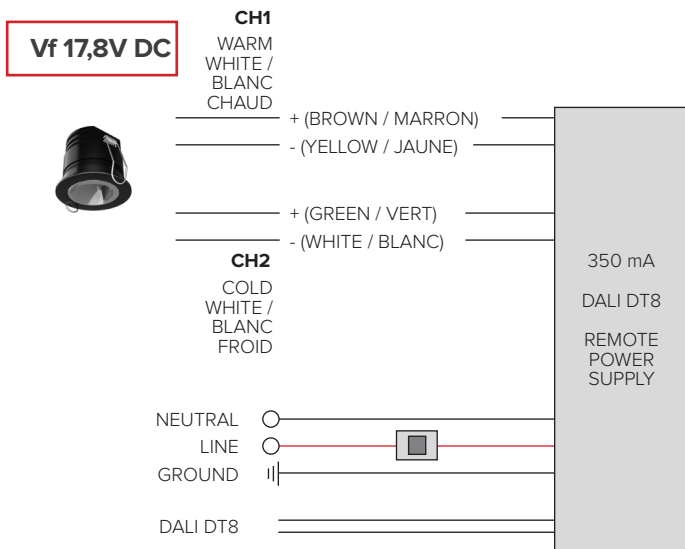 Vf 17,8V DC
CH1
WARM
WHITE /
BLANC
CHAUD
+ (BROWN / MARRON)
- (YELLOW / JAUNE)
+ (GREEN / VERT)
- (WHITE / BLANC)
CH2
COLD
WHITE /
BLANC
FROID
350 mA
DALI DT8
REMOTE
POWER
SUPPLY
NEUTRAL
LINE
GROUND
DALI DT8